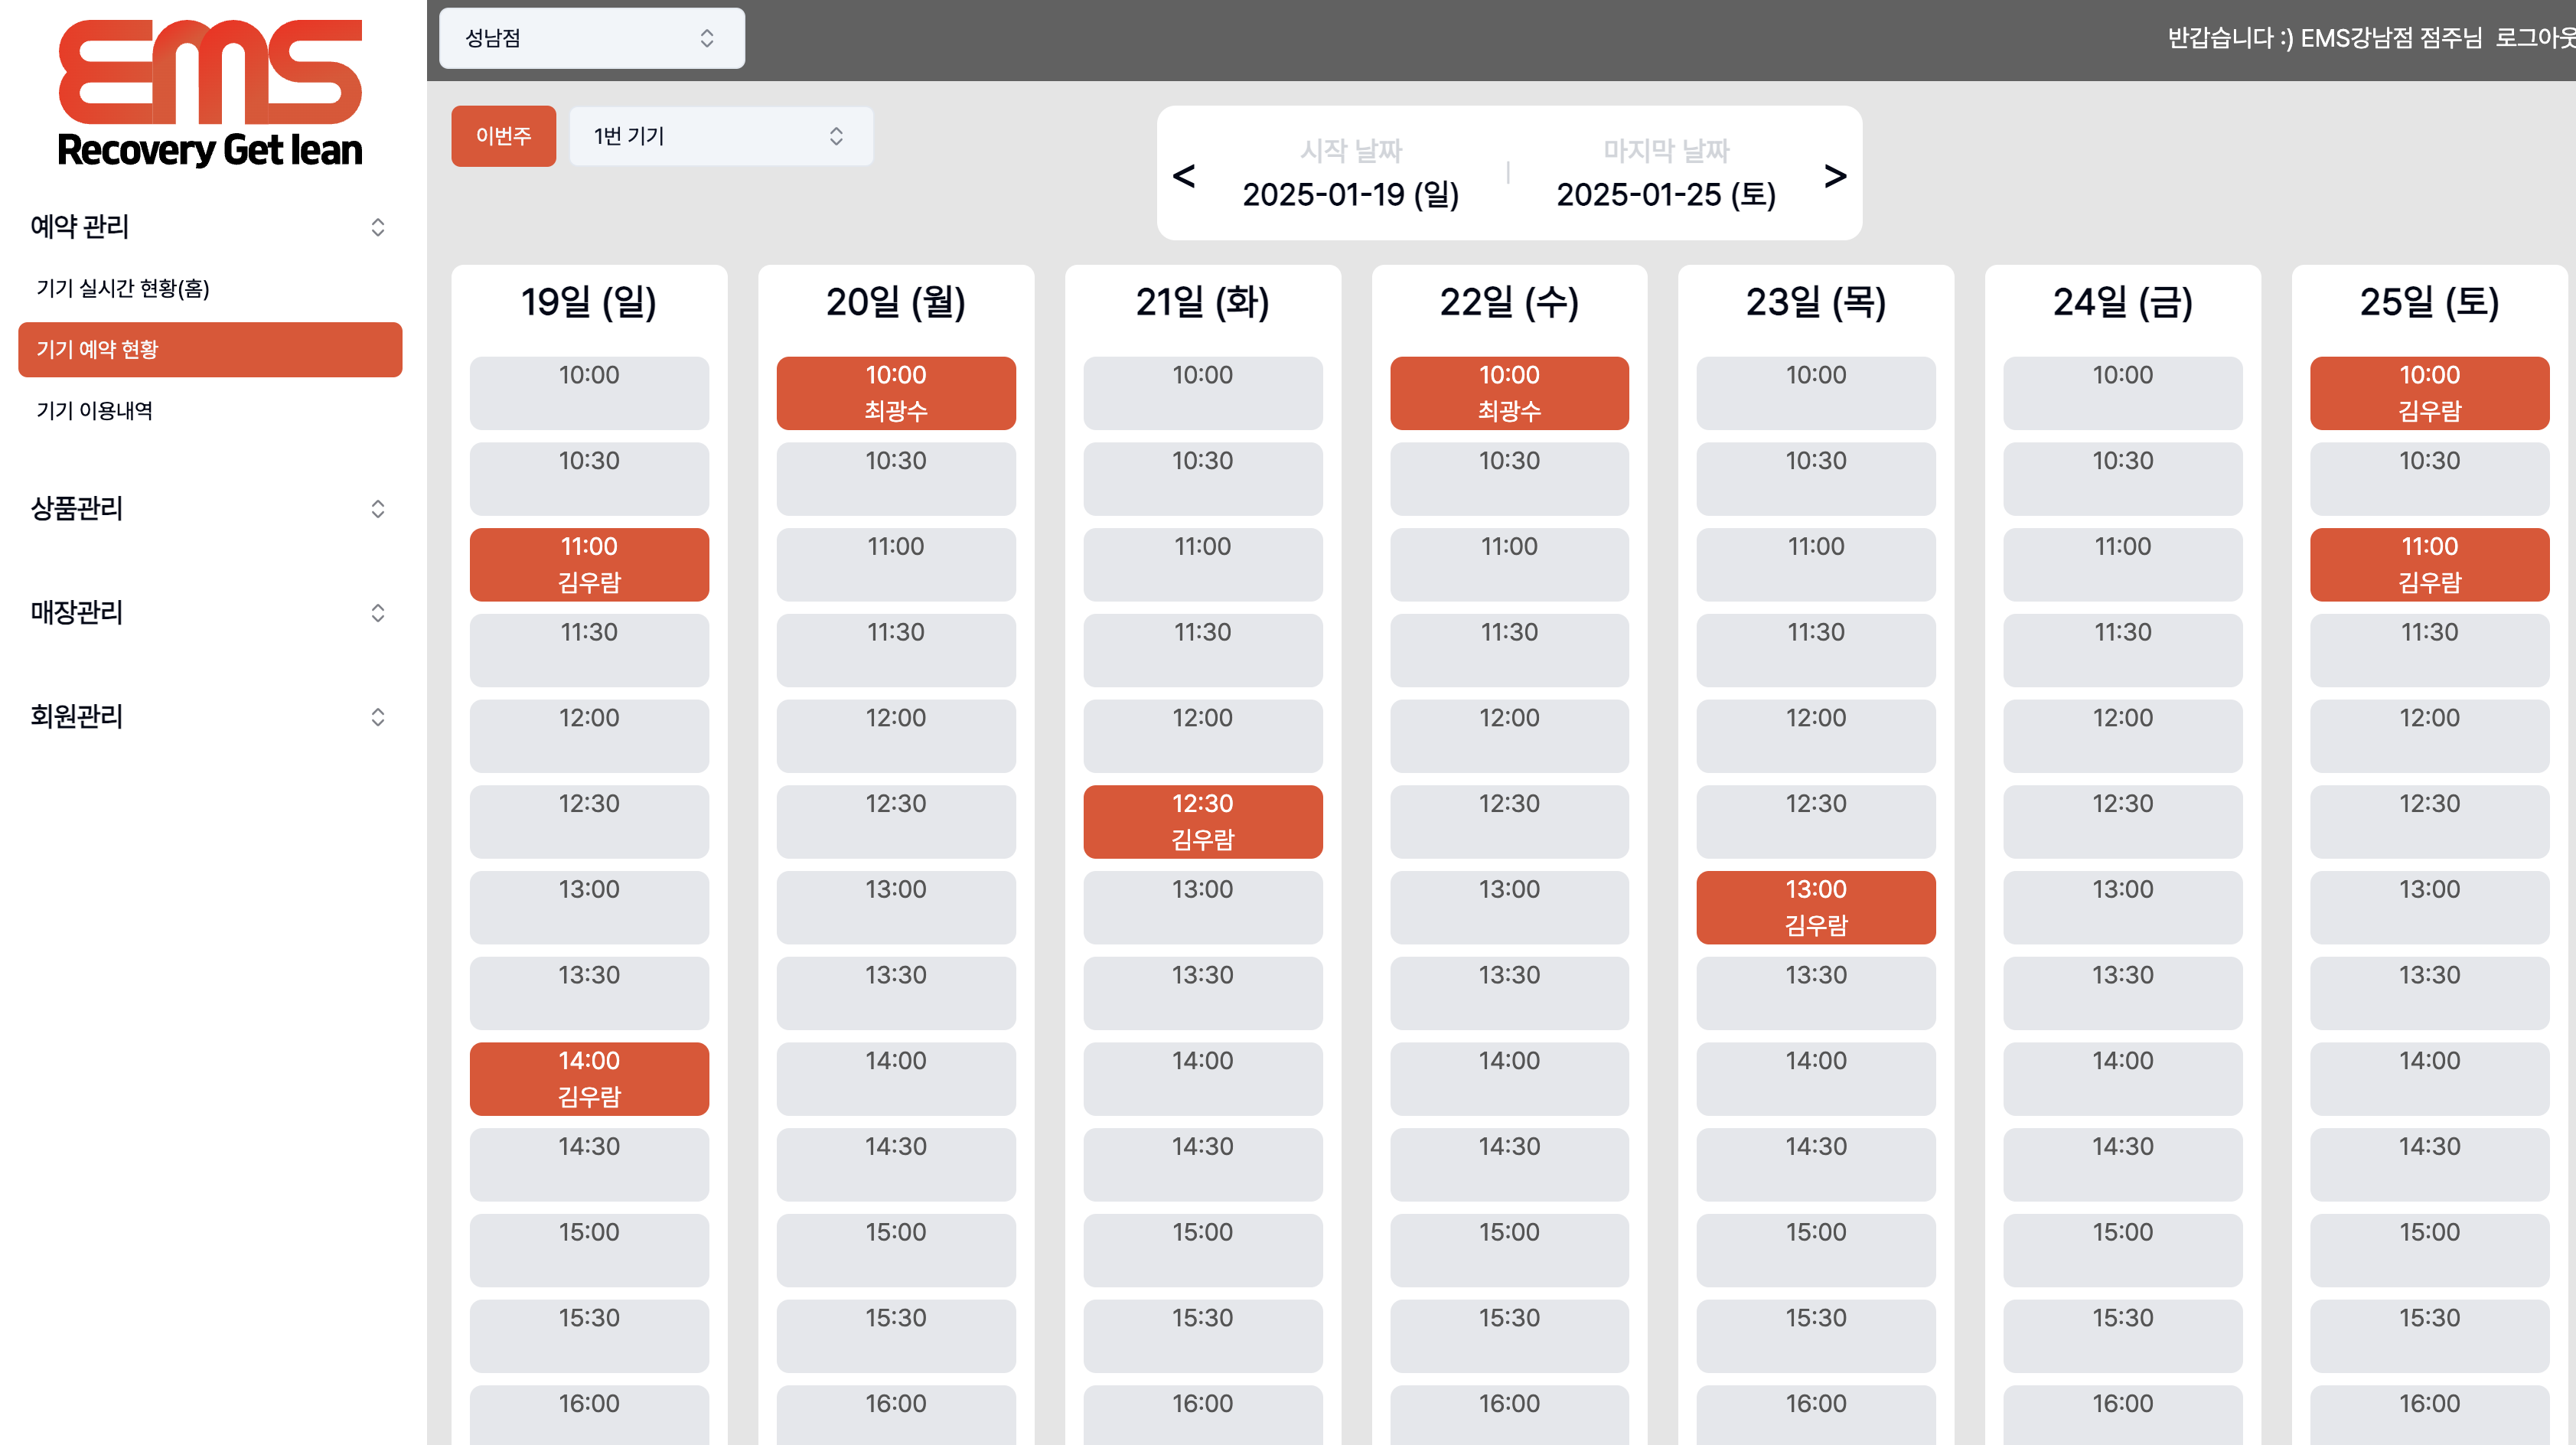 EMS
Recovery Get lean
성남점
반갑습니다 :) EMS강남점 점주님 로그아웃
예약 관리
기기 실시간 현황(홈)
기기 예약 현황
기기 이용내역
상품관리
매장관리
회원관리
이번주
1번 기기
<
시작 날짜
2025-01-19 (일)
마지막 날짜
2025-01-25 (토)
>
19일 (일) 20일 (월) 21일 (화) 22일 (수) 23일 (목) 24일 (금) 25일 (토)
10:00 10:00 10:00 10:00 10:00 10:00 10:00
최광수 최광수 김우람
10:30 10:30 10:30 10:30 10:30 10:30 10:30
11:00 11:00 11:00 11:00 11:00 11:00 11:00
김우람 김우람
11:30 11:30 11:30 11:30 11:30 11:30 11:30
12:00 12:00 12:00 12:00 12:00 12:00 12:00
12:30 12:30 12:30 12:30 12:30 12:30 12:30
김우람
13:00 13:00 13:00 13:00 13:00 13:00 13:00
김우람
13:30 13:30 13:30 13:30 13:30 13:30 13:30
14:00 14:00 14:00 14:00 14:00 14:00 14:00
김우람
14:30 14:30 14:30 14:30 14:30 14:30 14:30
15:00 15:00 15:00 15:00 15:00 15:00 15:00
15:30 15:30 15:30 15:30 15:30 15:30 15:30
16:00 16:00 16:00 16:00 16:00 16:00 16:00